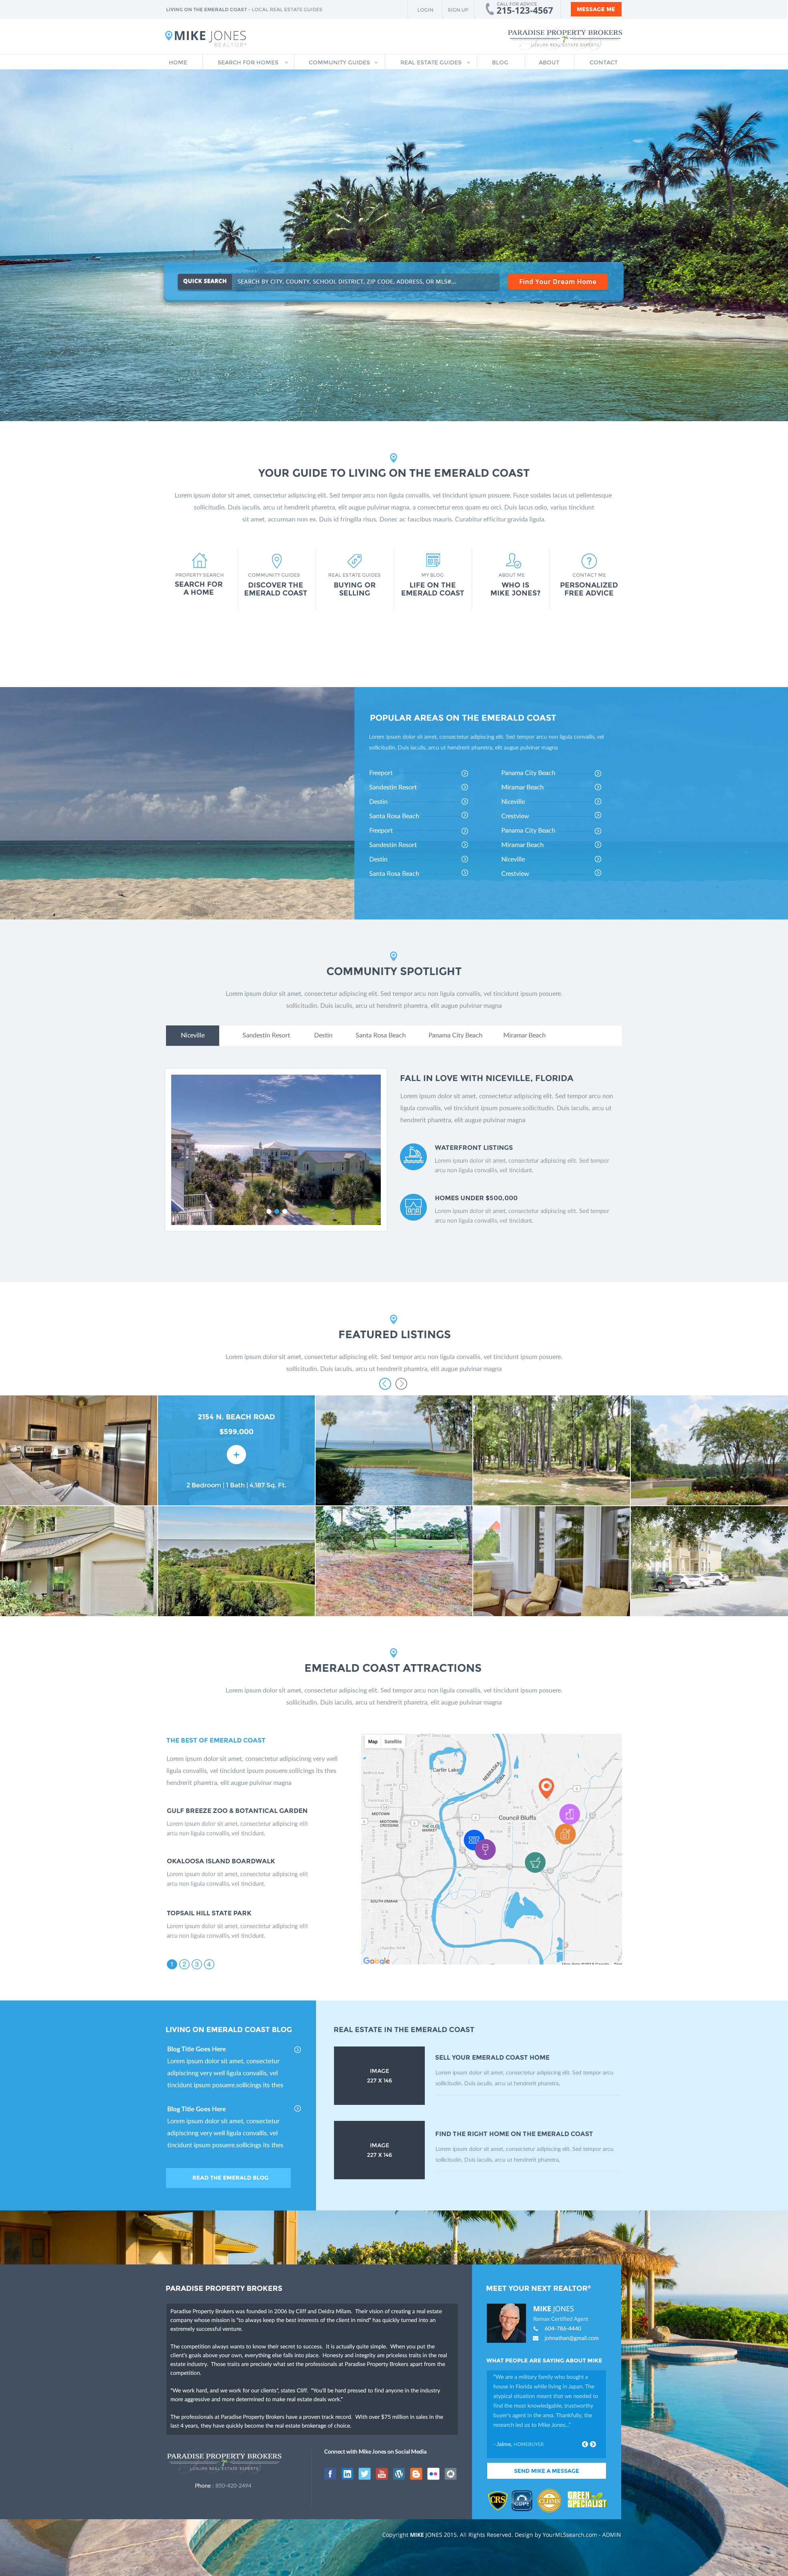 LIVING ON THE EMERALD COAST - LOCAL REAL ESTATE GUIDES
LOGIN
SIGN UP
CALL FOR ADVICE
215-123-4567
MESSAGE ME
MIKE JONES
REALTOR®
PARADISE PROPERTY BROKERS
LUXURY REAL ESTATE EXPERTS
HOME
SEARCH FOR HOMES
COMMUNITY GUIDES
REAL ESTATE GUIDES
BLOG
ABOUT
CONTACT
QUICK SEARCH
SEARCH BY CITY, COUNTY, SCHOOL DISTRICT, ZIP CODE, ADDRESS, OR MLS#...
Find Your Dream Home
YOUR GUIDE TO LIVING ON THE EMERALD COAST
Lorem ipsum dolor sit amet, consectetur adipiscing elit. Sed tempor arcu non ligula convallis, vel tincidunt ipsum posuere. Fusce sodales lacus ut pellentesque
sollicitudin. Duis iaculis, arcu ut hendrerit pharetra, elit augue pulvinar magna, a consectetur eros quam eu orci. Duis lacus odio, varius tincidunt
sit amet, accumsan non ex. Duis id fringilla risus. Donec ac faucibus mauris. Curabitur efficitur gravida ligula.
PROPERTY SEARCH
SEARCH FOR
A HOME
COMMUNITY GUIDES
DISCOVER THE
EMERALD COAST
REAL ESTATE GUIDES
BUYING OR
SELLING
MY BLOG
LIFE ON THE
EMERALD COAST
ABOUT ME
WHO IS
MIKE JONES?
CONTACT ME
PERSONALIZED
FREE ADVICE
POPULAR AREAS ON THE EMERALD COAST
Lorem ipsum dolor sit amet, consectetur adipiscing elit. Sed tempor arcu non ligula convallis, vel
sollicitudin. Duis iaculis, arcu ut hendrerit pharetra, elit augue pulvinar magna
Freeport
Panama City Beach
Sandestin Resort
Miramar Beach
Destin
Niceville
Santa Rosa Beach
Crestview
Freeport
Panama City Beach
Sandestin Resort
Miramar Beach
Destin
Niceville
Santa Rosa Beach
Crestview
COMMUNITY SPOTLIGHT
Lorem ipsum dolor sit amet, consectetur adipiscing elit. Sed tempor arcu non ligula convallis, vel tincidunt ipsum posuere.
sollicitudin. Duis iaculis, arcu ut hendrerit pharetra, elit augue pulvinar magna
Niceville
Sandestin Resort
Destin
Santa Rosa Beach
Panama City Beach
Miramar Beach
FALL IN LOVE WITH NICEVILLE, FLORIDA
Lorem ipsum dolor sit amet, consectetur adipiscing elit. Sed tempor arcu non
ligula convallis, vel tincidunt ipsum posuere.sollicitudin. Duis iaculis, arcu ut
hendrerit pharetra, elit augue pulvinar magna
WATERFRONT LISTINGS
Lorem ipsum dolor sit amet, consectetur adipiscing elit. Sed tempor
arcu non ligula convallis, vel tincidunt.
HOMES UNDER $500,000
Lorem ipsum dolor sit amet, consectetur adipiscing elit. Sed tempor
arcu non ligula convallis, vel tincidunt.
FEATURED LISTINGS
Lorem ipsum dolor sit amet, consectetur adipiscing elit. Sed tempor arcu non ligula convallis, vel tincidunt ipsum posuere.
sollicitudin. Duis iaculis, arcu ut hendrerit pharetra, elit augue pulvinar magna
2154 N. BEACH ROAD
$599,000
+
2 Bedroom | 1 Bath | 4,187 Sq. Ft.
EMERALD COAST ATTRACTIONS
Lorem ipsum dolor sit amet, consectetur adipiscing elit. Sed tempor arcu non ligula convallis, vel tincidunt ipsum posuere.
sollicitudin. Duis iaculis, arcu ut hendrerit pharetra, elit augue pulvinar magna
THE BEST OF EMERALD COAST
Lorem ipsum dolor sit amet, consectetur adipiscinng very well
ligula convallis, vel tincidunt ipsum posuere.sollicings its thes
hendrerit pharetra, elit augue pulvinar magna
GULF BREEZE ZOO & BOTANTICAL GARDEN
Lorem ipsum dolor sit amet, consectetur adipiscing elit
arcu non ligula convallis, vel tincidunt.
OKALOOSA ISLAND BOARDWALK
Lorem ipsum dolor sit amet, consectetur adipiscing elit
arcu non ligula convallis, vel tincidunt.
TOPSAIL HILL STATE PARK
Lorem ipsum dolor sit amet, consectetur adipiscing elit
arcu non ligula convallis, vel tincidunt.
1 2 3 4
Map
Satellite
Carter Lake
NEBRASKA
IOWA
Council Bluffs
MIDTOWN
MIDTOWN
CROSSING
THE OLD
MARKET
SOUTH OMAHA
Google
LIVING ON EMERALD COAST BLOG
Blog Title Goes Here
Lorem ipsum dolor sit amet, consectetur
adipiscinng very well ligula convallis, vel
tincidunt ipsum posuere.sollicings its thes
Blog Title Goes Here
Lorem ipsum dolor sit amet, consectetur
adipiscinng very well ligula convallis, vel
tincidunt ipsum posuere.sollicings its thes
READ THE EMERALD BLOG
REAL ESTATE IN THE EMERALD COAST
IMAGE
227 X 146
SELL YOUR EMERALD COAST HOME
Lorem ipsum dolor sit amet, consectetur adipiscing elit. Sed tempor arcu
sollicitudin. Duis iaculis, arcu ut hendrerit pharetra,
IMAGE
227 X 146
FIND THE RIGHT HOME ON THE EMERALD COAST
Lorem ipsum dolor sit amet, consectetur adipiscing elit. Sed tempor arcu
sollicitudin. Duis iaculis, arcu ut hendrerit pharetra,
PARADISE PROPERTY BROKERS
Paradise Property Brokers was founded in 2006 by Cliff and Deidra Milam. Their vision of creating a real estate
company whose mission is "to always keep the best interests of the client in mind" has quickly turned into an
extremely successful venture.
The competition always wants to know their secret to success. It is actually quite simple. When you put the
client's goals above your own, everything else falls into place. Honesty and integrity are priceless traits in the real
estate industry. Those traits are precisely what set the professionals at Paradise Property Brokers apart from the
competition.
"We work hard, and we work for our clients", states Cliff. "You'll be hard pressed to find anyone in the industry
more aggressive and more determined to make real estate deals work."
The professionals at Paradise Property Brokers have a proven track record. With over $75 million in sales in the
last 4 years, they have quickly become the real estate brokerage of choice.
PARADISE PROPERTY BROKERS
LUXURY REAL ESTATE EXPERTS
Phone : 850-420-2494
Connect with Mike Jones on Social Media
MEET YOUR NEXT REALTOR®
MIKE JONES
Remax Certified Agent
604-786-4440
johnathan@gmail.com
WHAT PEOPLE ARE SAYING ABOUT MIKE
"We are a military family who bought a
house in Florida while living in Japan. The
atypical situation meant that we needed to
find the most knowledgable, trustworthy
buyer's agent in the area. Thankfully, the
research led us to Mike Jones..."
- Jaime, HOMEBUYER
SEND MIKE A MESSAGE
CRS
CDPE
CLHMS
GREEN
SPECIALIST
Copyright MIKE JONES 2015. All Rights Reserved. Design by YourMLSsearch.com - ADMIN